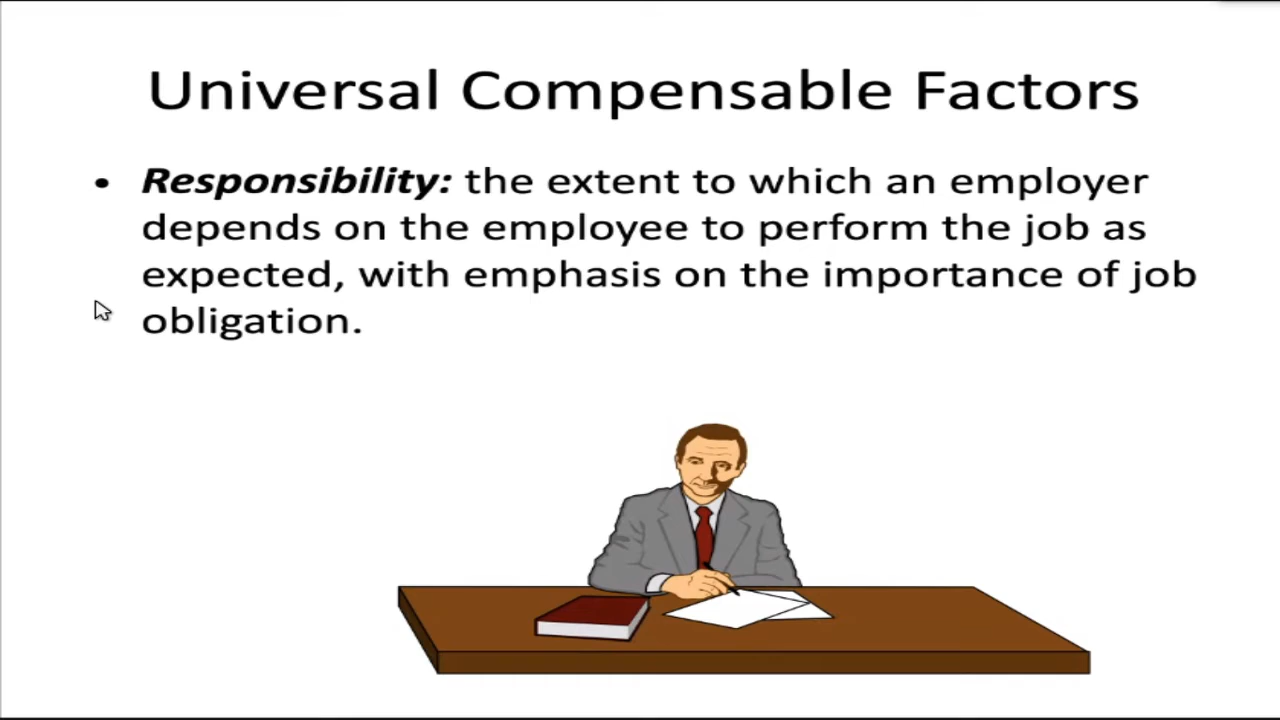 Universal Compensable Factors
• Responsibility: the extent to which an employer
depends on the employee to perform the job as
expected, with emphasis on the importance of job
obligation.